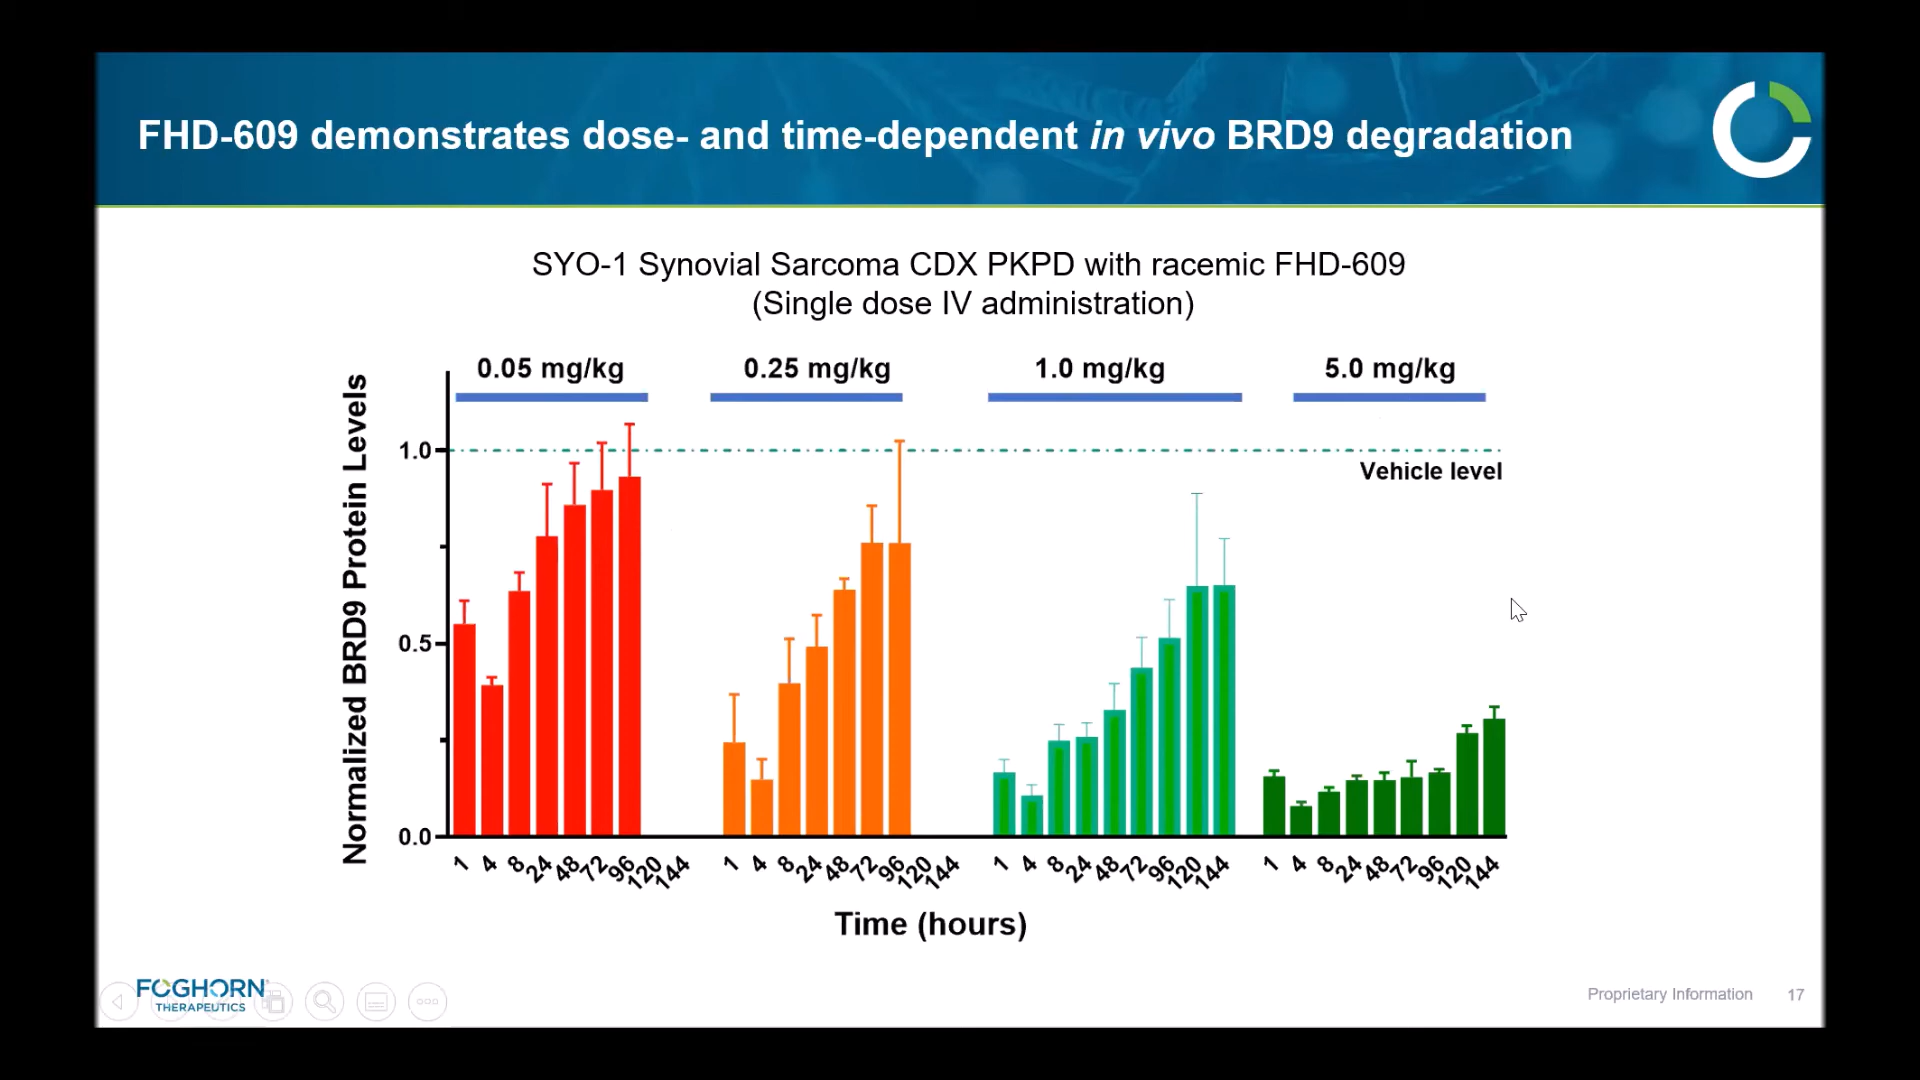 FHD-609 demonstrates dose- and time-dependent in vivo BRD9 degradation
SYO-1 Synovial Sarcoma CDX PKPD with racemic FHD-609
(Single dose IV administration)
0.05 mg/kg 0.25 mg/kg 1.0 mg/kg 5.0 mg/kg
Normalized BRD9 Protein Levels
1.0
Vehicle level
0.5
0.0
1 4 8 24 48 72 96 120 144 1 4 8 24 48 72 96 120 144 1 4 8 24 48 72 96 120 144 1 4 8 24 48 72 96 120 144
Time (hours)
FOGHORN
THERAPEUTICS
Proprietary Information 17